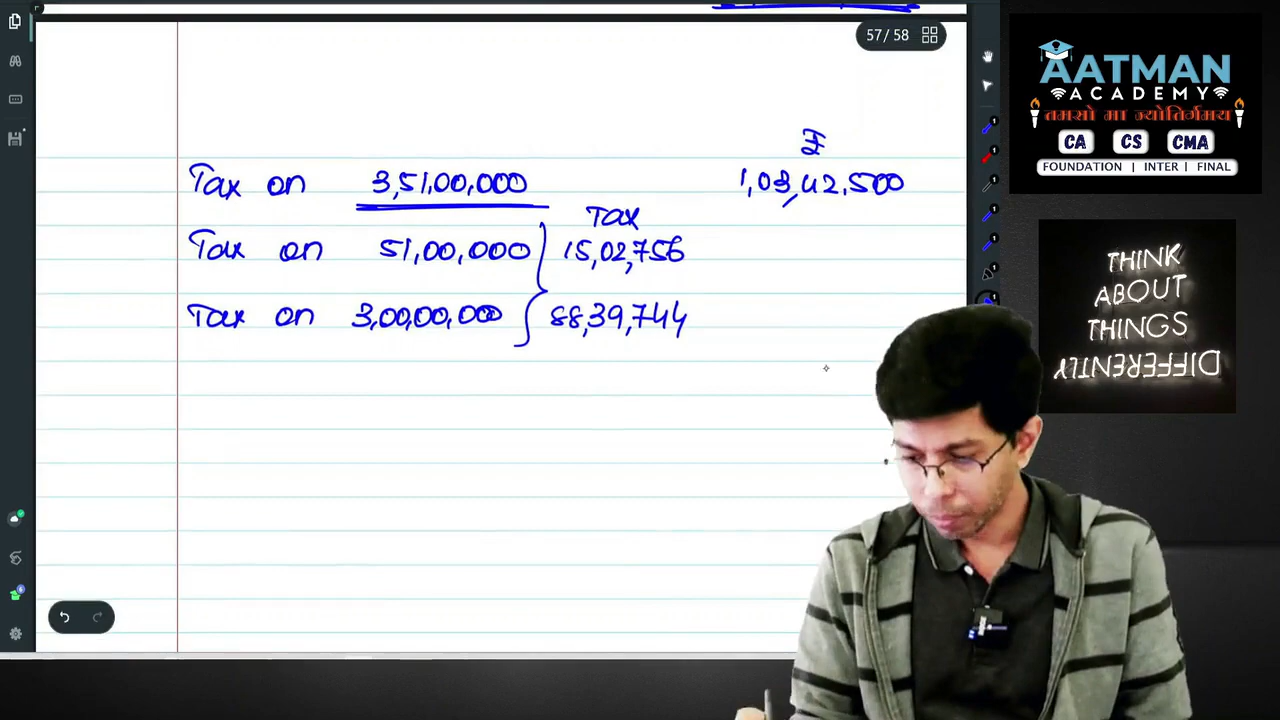 57/58
₹
Tax on 3,51,00,000 1,03,42,500
Tax
Tax on 51,00,000 15,02,756
Tax on 3,00,00,000 88,39,744
AATMAN
ACADEMY
तमसो मा ज्योतिर्गमय
CA CS CMA
FOUNDATION | INTER | FINAL
THINK
ABOUT
THINGS
DIFFERENTLY